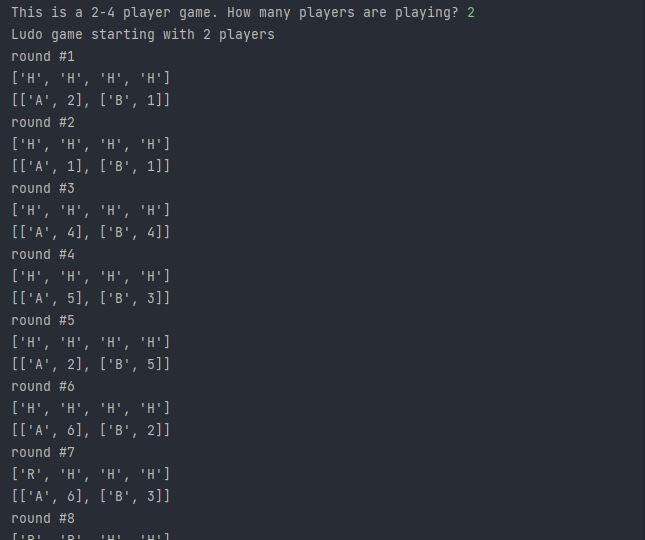 This is a 2-4 player game. How many players are playing? 2
Ludo game starting with 2 players
round #1
['H', 'H', 'H', 'H']
[['A', 2], ['B', 1]]
round #2
['H', 'H', 'H', 'H']
[['A', 1], ['B', 1]]
round #3
['H', 'H', 'H', 'H']
[['A', 4], ['B', 4]]
round #4
['H', 'H', 'H', 'H']
[['A', 5], ['B', 3]]
round #5
['H', 'H', 'H', 'H']
[['A', 2], ['B', 5]]
round #6
['H', 'H', 'H', 'H']
[['A', 6], ['B', 2]]
round #7
['R', 'H', 'H', 'H']
[['A', 6], ['B', 3]]
round #8